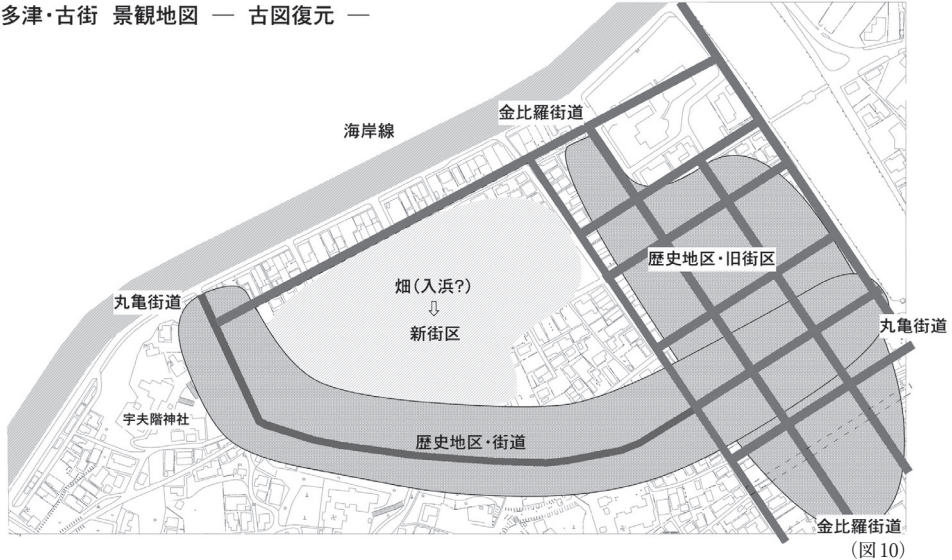 多津・古街 景観地図 ― 古図復元 ―
金比羅街道
海岸線
歴史地区・旧街区
畑(入浜?)
⇩
新街区
丸亀街道
丸亀街道
宇夫階神社
歴史地区・街道
金比羅街道
(図10)